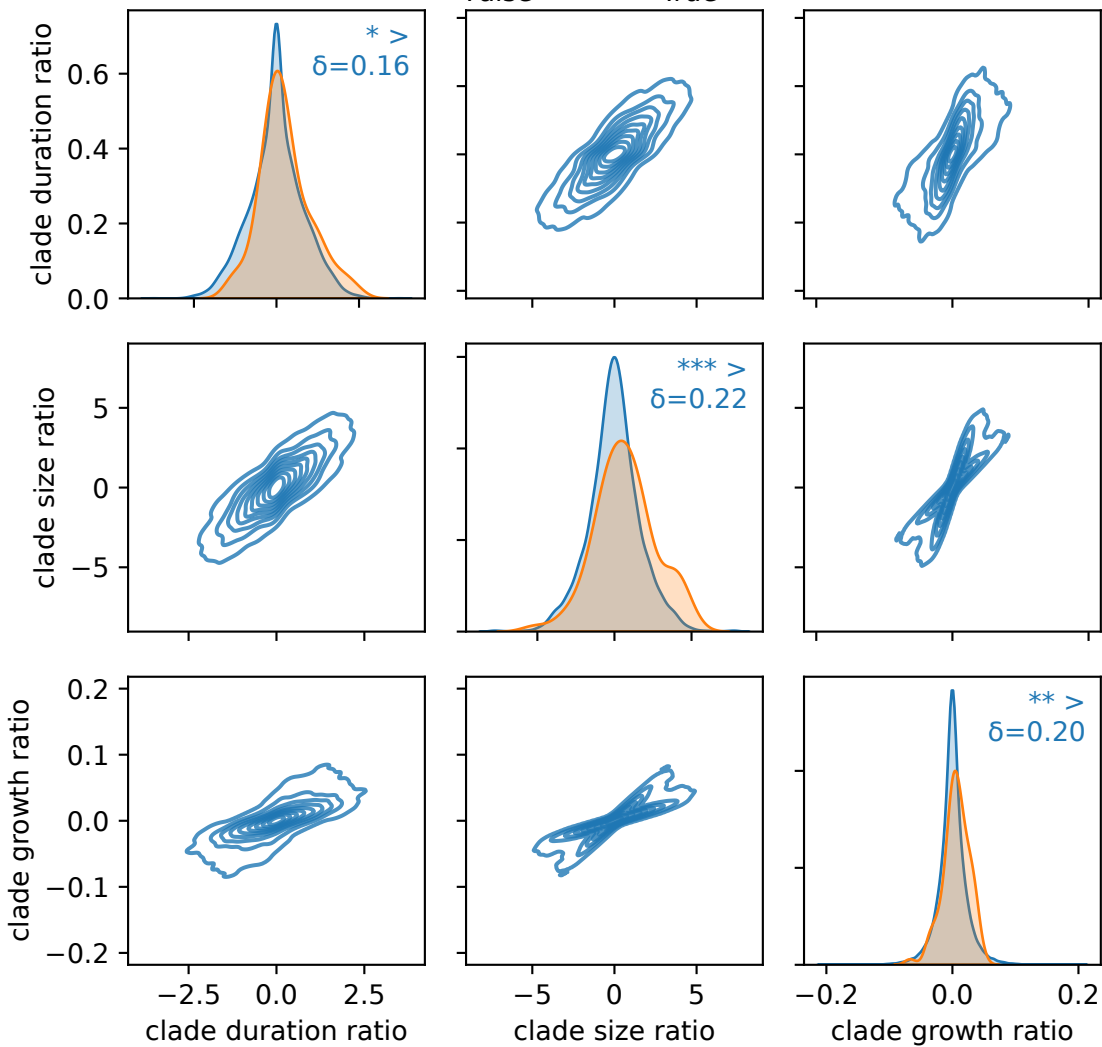 * >
δ=0.16
clade duration ratio
0.6
0.4
0.2
0.0
*** >
δ=0.22
clade size ratio
5
0
−5
** >
δ=0.20
clade growth ratio
0.2
0.1
0.0
−0.1
−0.2
−2.5 0.0 2.5
−5 0 5
−0.2 0.0 0.2
clade duration ratio
clade size ratio
clade growth ratio